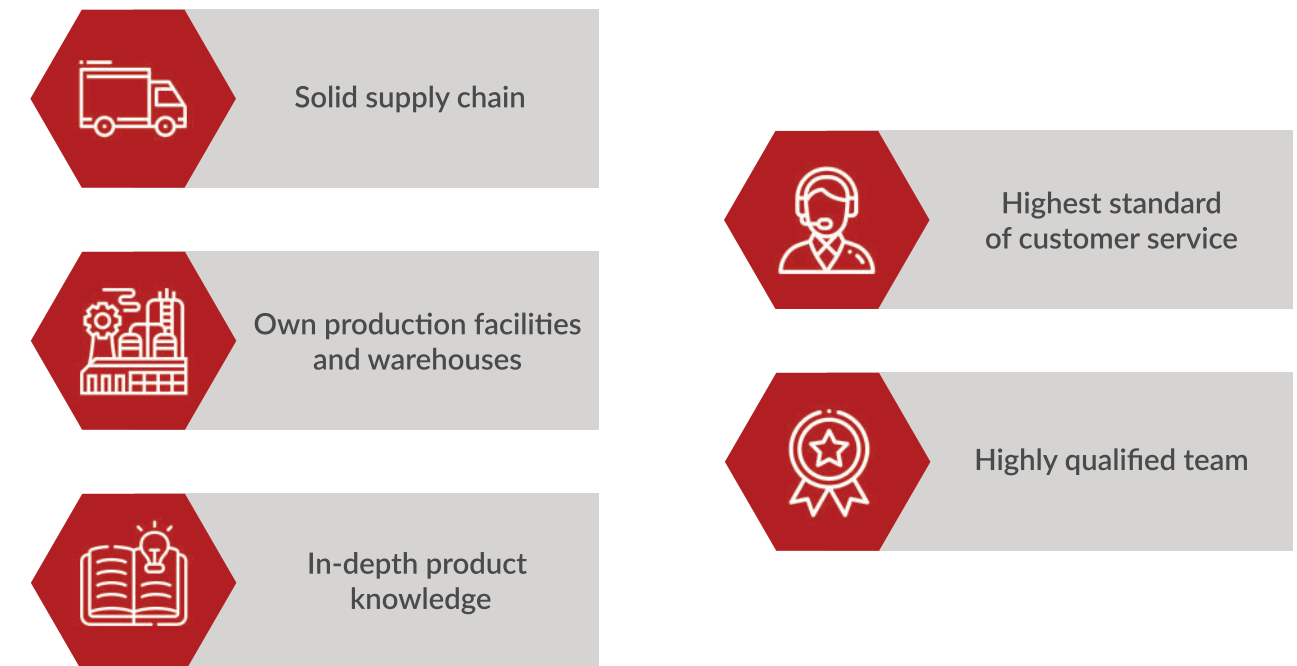 Solid supply chain
Own production facilities
and warehouses
In-depth product
knowledge
Highest standard
of customer service
Highly qualified team